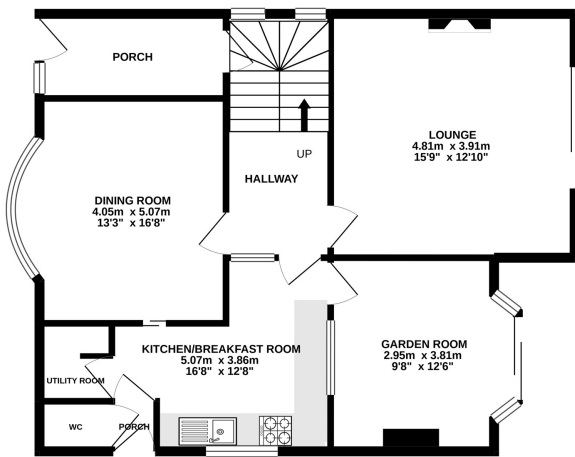 PORCH
LOUNGE
4.81m x 3.91m
15'9" x 12'10"
UP
HALLWAY
DINING ROOM
4.05m x 5.07m
13'3" x 16'8"
KITCHEN/BREAKFAST ROOM
5.07m x 3.86m
16'8" x 12'8"
GARDEN ROOM
2.95m x 3.81m
9'8" x 12'6"
UTILITY ROOM
WC
PORCH